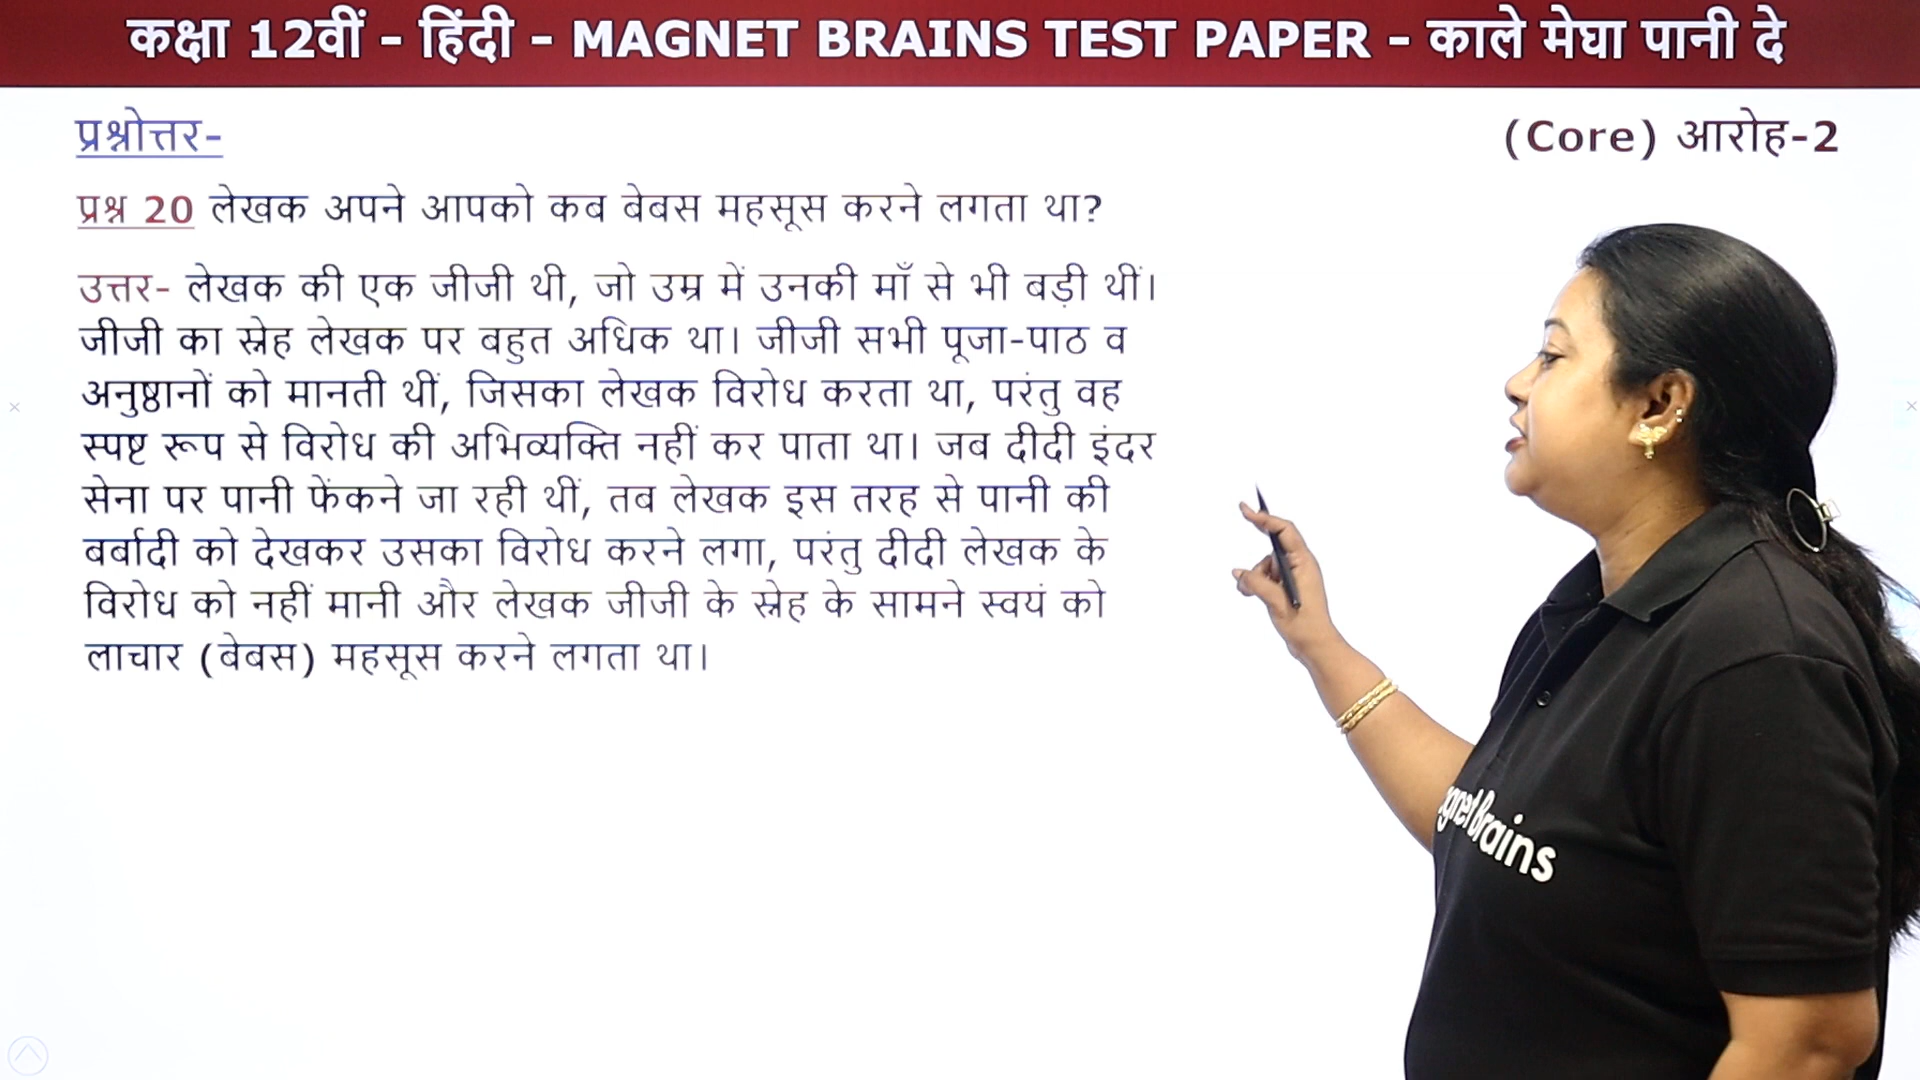 कक्षा 12वीं - हिंदी - MAGNET BRAINS TEST PAPER - काले मेघा पानी दे
प्रश्नोत्तर-
(Core) आरोह-2
प्रश्न 20 लेखक अपने आपको कब बेबस महसूस करने लगता था?
उत्तर- लेखक की एक जीजी थी, जो उम्र में उनकी माँ से भी बड़ी थीं।
जीजी का स्नेह लेखक पर बहुत अधिक था। जीजी सभी पूजा-पाठ व
अनुष्ठानों को मानती थीं, जिसका लेखक विरोध करता था, परंतु वह
स्पष्ट रूप से विरोध की अभिव्यक्ति नहीं कर पाता था। जब दीदी इंदर
सेना पर पानी फेंकने जा रही थीं, तब लेखक इस तरह से पानी की
बर्बादी को देखकर उसका विरोध करने लगा, परंतु दीदी लेखक के
विरोध को नहीं मानी और लेखक जीजी के स्नेह के सामने स्वयं को
लाचार (बेबस) महसूस करने लगता था।
gnet Brains